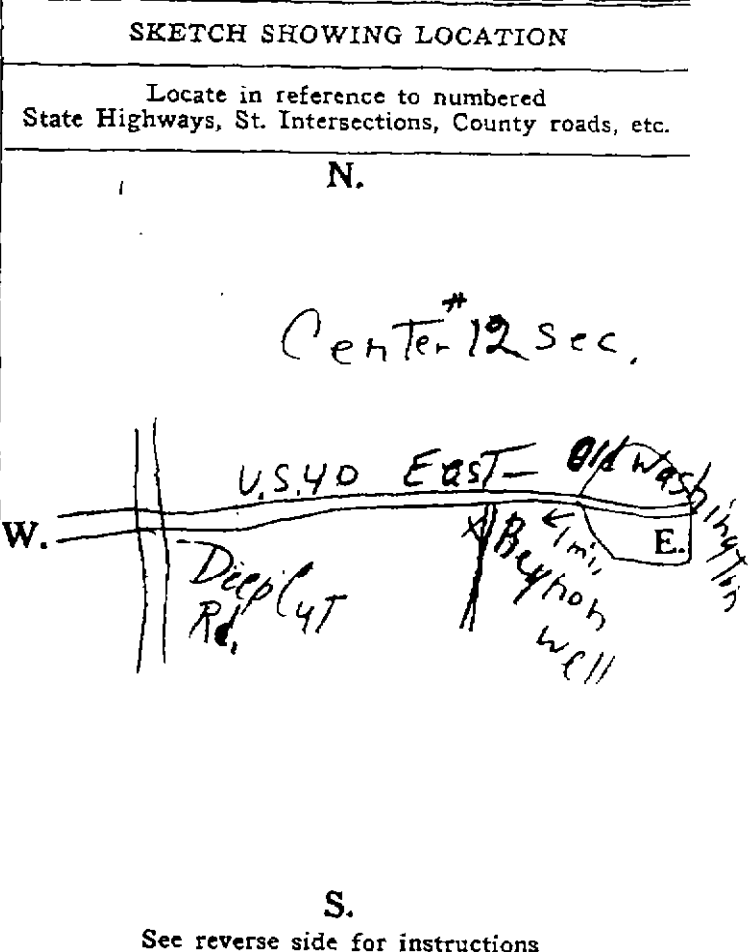 SKETCH SHOWING LOCATION
Locate in reference to numbered
State Highways, St. Intersections, County roads, etc.
N.
Center #12 Sec.
U.S.40 East— Old Washington
W.
E.
Deep Cut
Rd.
X
1 mi.
Beynon
well
S.
See reverse side for instructions